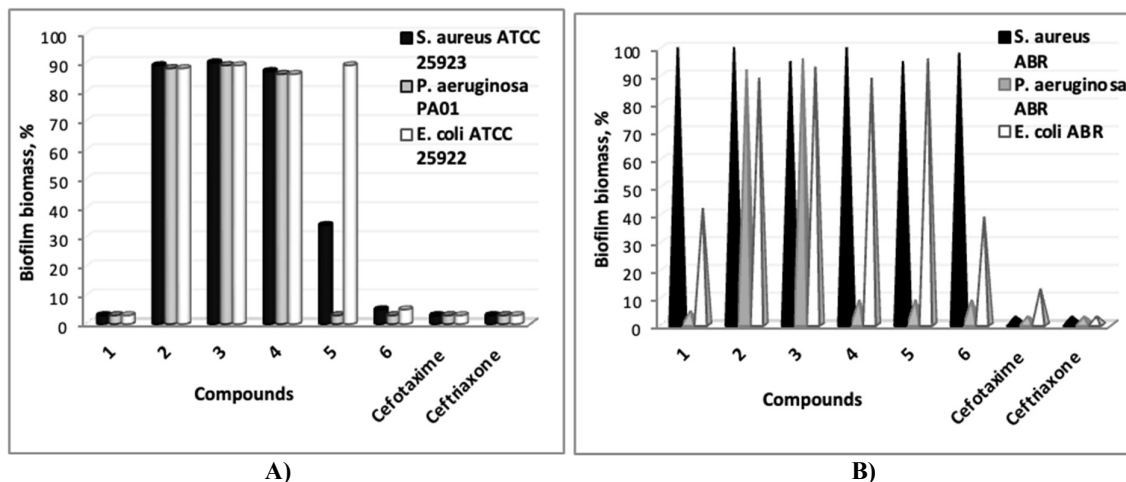 100
90
80
70
60
50
40
30
20
10
0
Biofilm biomass, %
S. aureus ATCC
25923
P. aeruginosa
PA01
E. coli ATCC
25922
1
2
3
4
5
6
Cefotaxime
Ceftriaxone
Compounds
A)
100
90
80
70
60
50
40
30
20
10
0
Biofilm biomass, %
S. aureus
ABR
P. aeruginosa
ABR
E. coli ABR
1
2
3
4
5
6
Cefotaxime
Ceftriaxone
Compounds
B)